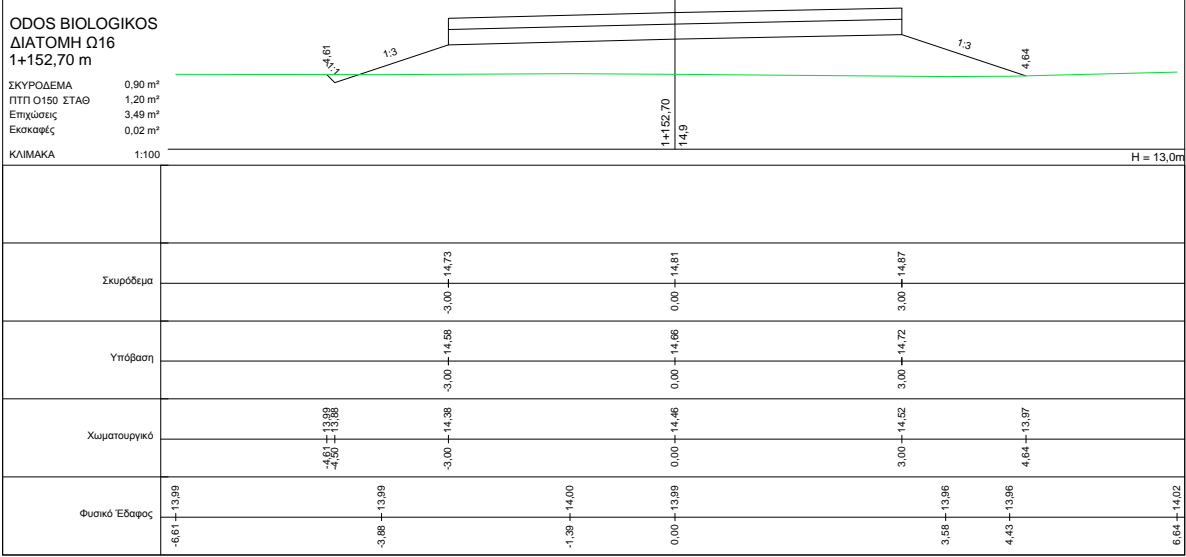 ODOS BIOLOGIKOS
ΔΙΑΤΟΜΗ Ω16
1+152,70 m
ΣΚΥΡΟΔΕΜΑ 0,90 m²
ΠΤΠ Ο150 ΣΤΑΘ 1,20 m²
Επιχώσεις 3,49 m²
Εκσκαφές 0,02 m²
ΚΛΙΜΑΚΑ 1:100
4,61
1:1
1:3
1:3
4,64
1+152,70
14,9
H = 13,0m
Σκυρόδεμα
14,73 14,81 14,87
-3,00 0,00 3,00
Υπόβαση
14,58 14,66 14,72
-3,00 0,00 3,00
Χωματουργικό
13,99 13,88 14,38 14,46 14,52 13,97
-4,61 -4,50 -3,00 0,00 3,00 4,64
Φυσικό Έδαφος
13,99 13,99 14,00 13,99 13,96 13,96 14,02
-6,61 -3,88 -1,39 0,00 3,58 4,43 6,64